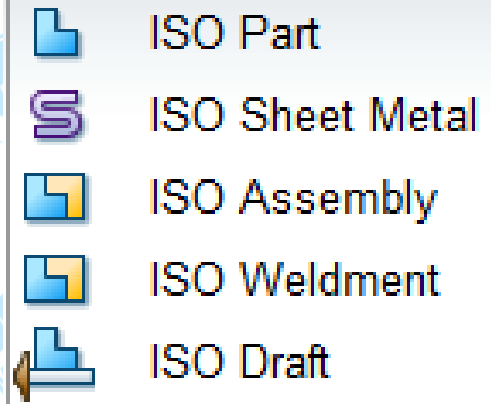 ISO Part
ISO Sheet Metal
ISO Assembly
ISO Weldment
ISO Draft